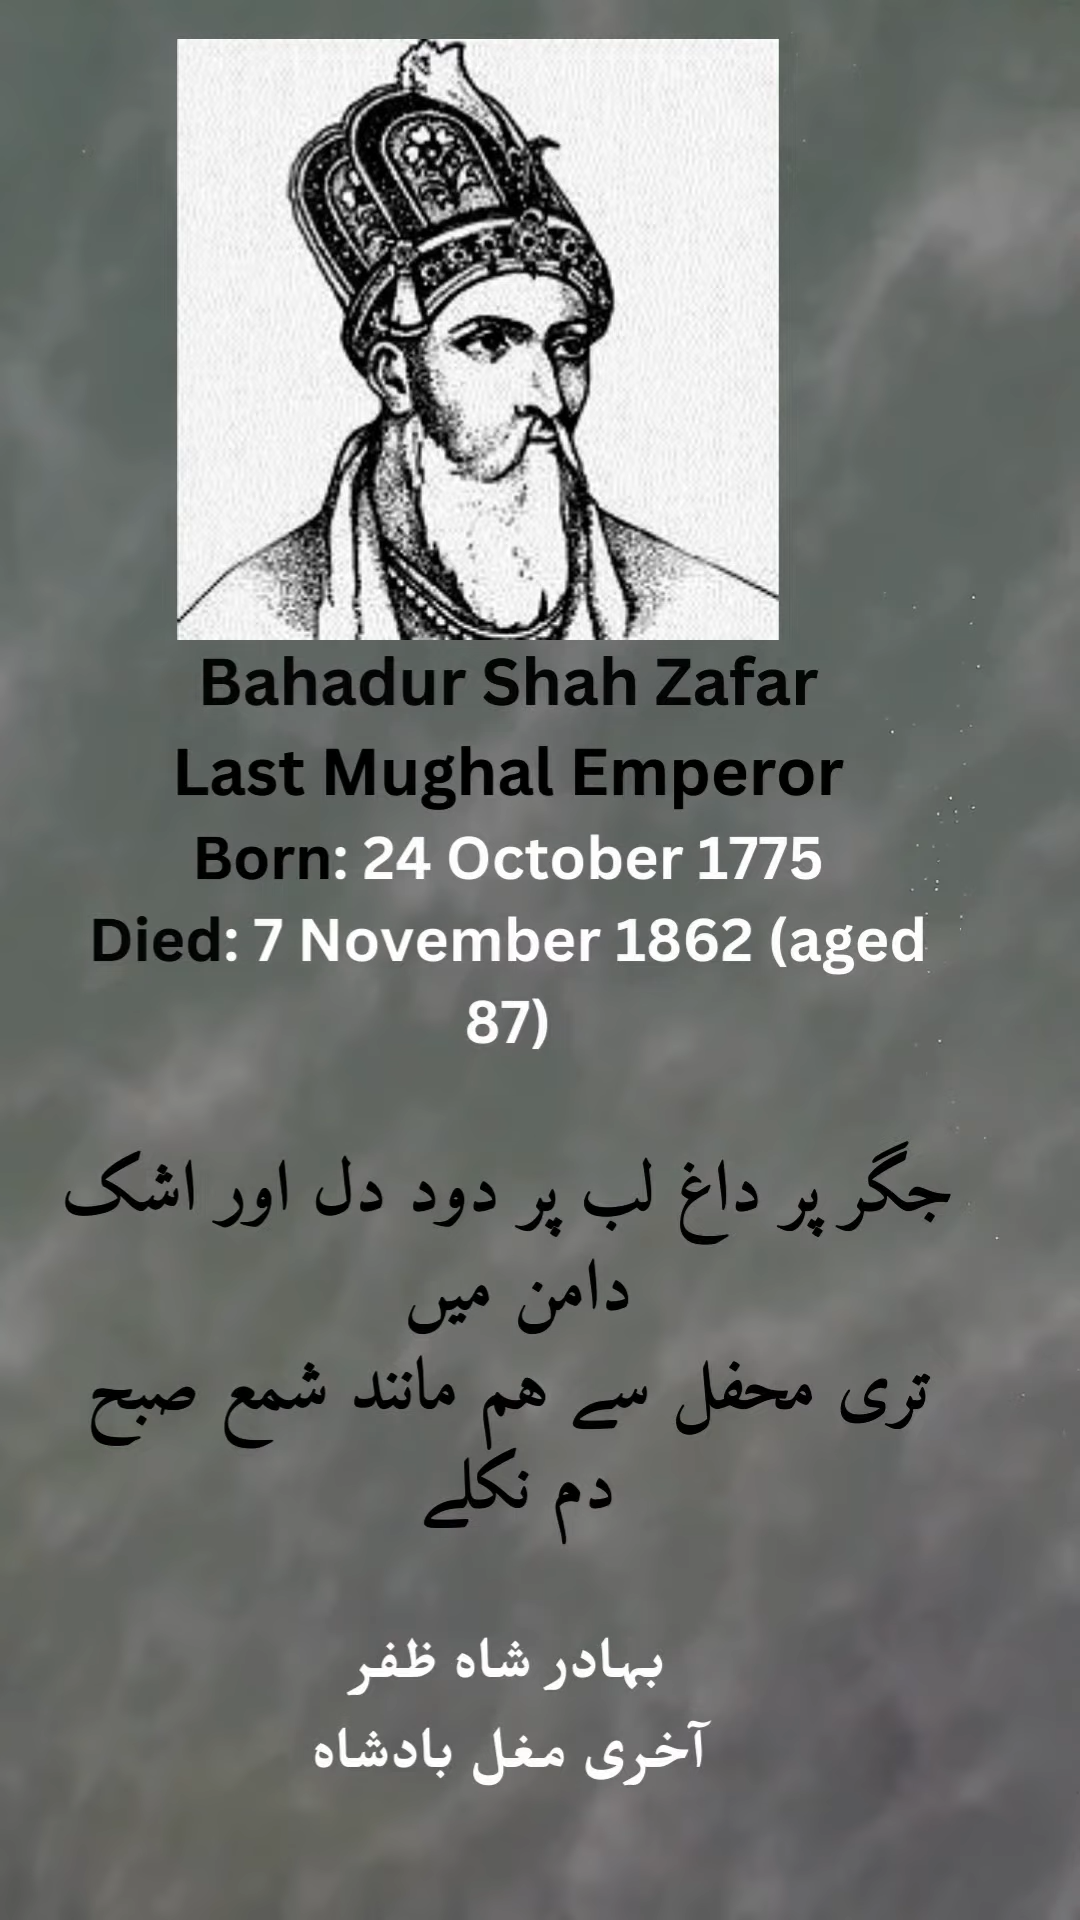 Bahadur Shah Zafar
Last Mughal Emperor
Born: 24 October 1775
Died: 7 November 1862 (aged
87)
جگر پر داغ لب پر دود دل اور اشک
دامن میں
تری محفل سے ہم مانند شمع صبح
دم نکلے
بہادر شاہ ظفر
آخری مغل بادشاہ